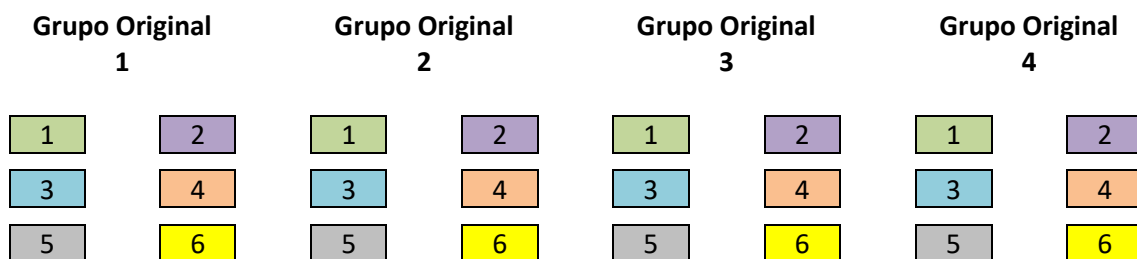 Grupo Original Grupo Original Grupo Original Grupo Original
1 2 3 4
1 2 1 2 1 2 1 2
3 4 3 4 3 4 3 4
5 6 5 6 5 6 5 6